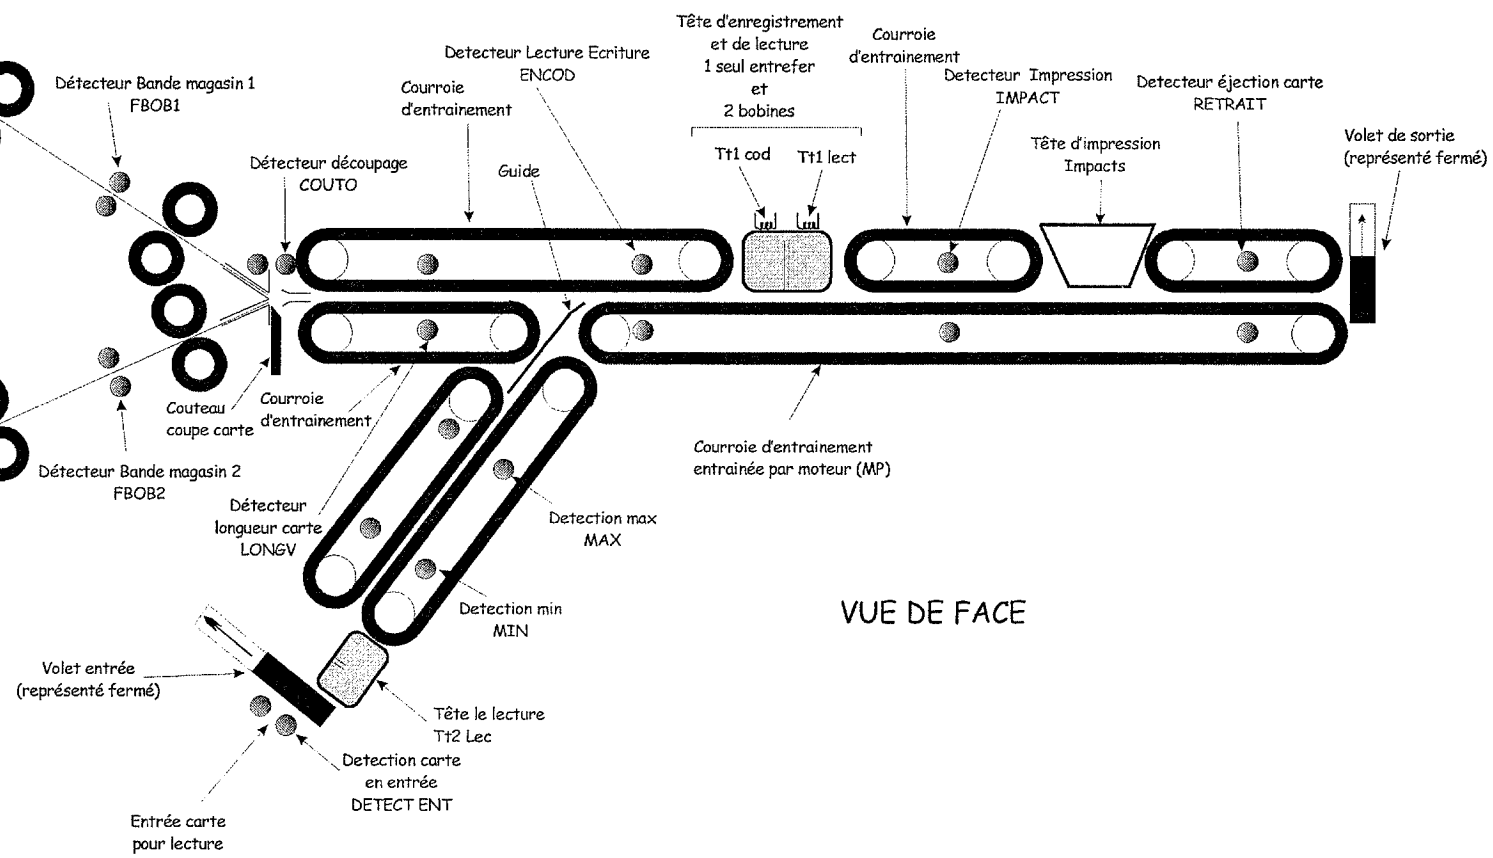 Tête d'enregistrement
et de lecture
1 seul entrefer
et
2 bobines
Courroie
d'entrainement
Detecteur Lecture Ecriture
ENCOD
Detecteur Impression
IMPACT
Détecteur éjection carte
RETRAIT
Détecteur Bande magasin 1
FBOB1
Courroie
d'entrainement
Volet de sortie
(représenté fermé)
Tête d'impression
Impacts
Tt1 cod
Tt1 lect
Détecteur découpage
COUTO
Guide
Couteau
coupe carte
Courroie
d'entrainement
Courroie d'entrainement
entrainée par moteur (MP)
Détecteur Bande magasin 2
FBOB2
Détecteur
longueur carte
LONGV
Detection max
MAX
Detection min
MIN
VUE DE FACE
Volet entrée
(représenté fermé)
Tête le lecture
Tt2 Lec
Detection carte
en entrée
DETECT ENT
Entrée carte
pour lecture